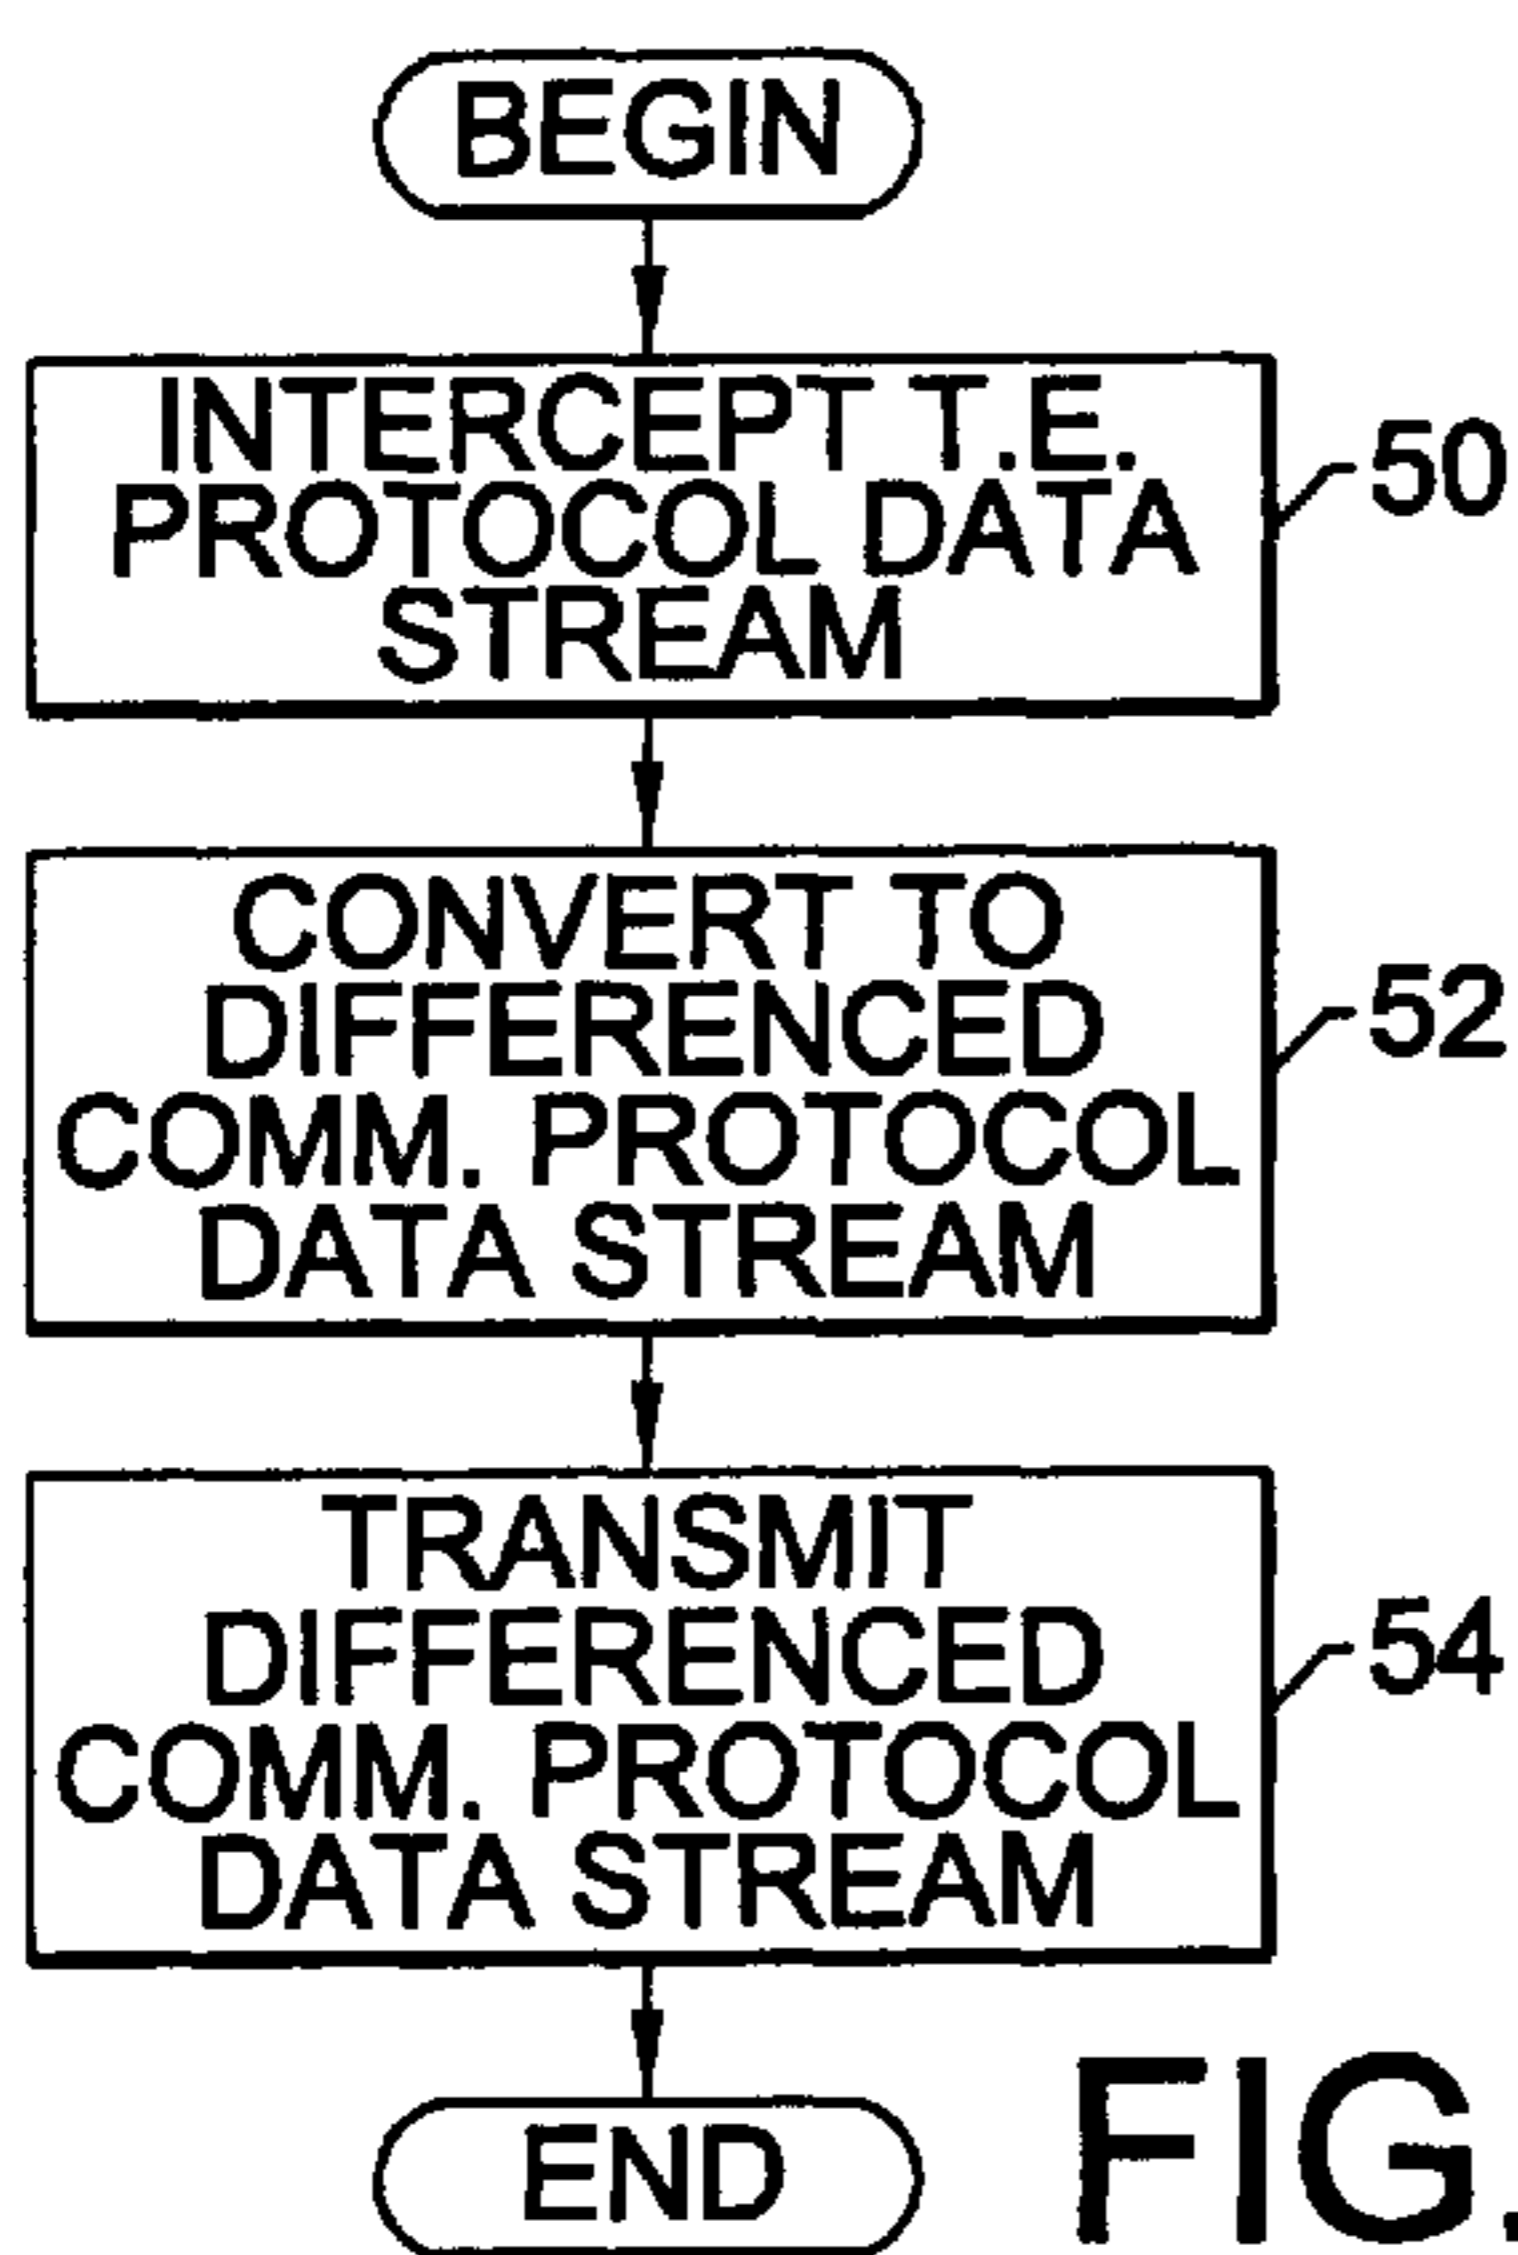 BEGIN
INTERCEPT T.E.
PROTOCOL DATA
STREAM
50
CONVERT TO
DIFFERENCED
COMM. PROTOCOL
DATA STREAM
52
TRANSMIT
DIFFERENCED
COMM. PROTOCOL
DATA STREAM
54
END
FIG.